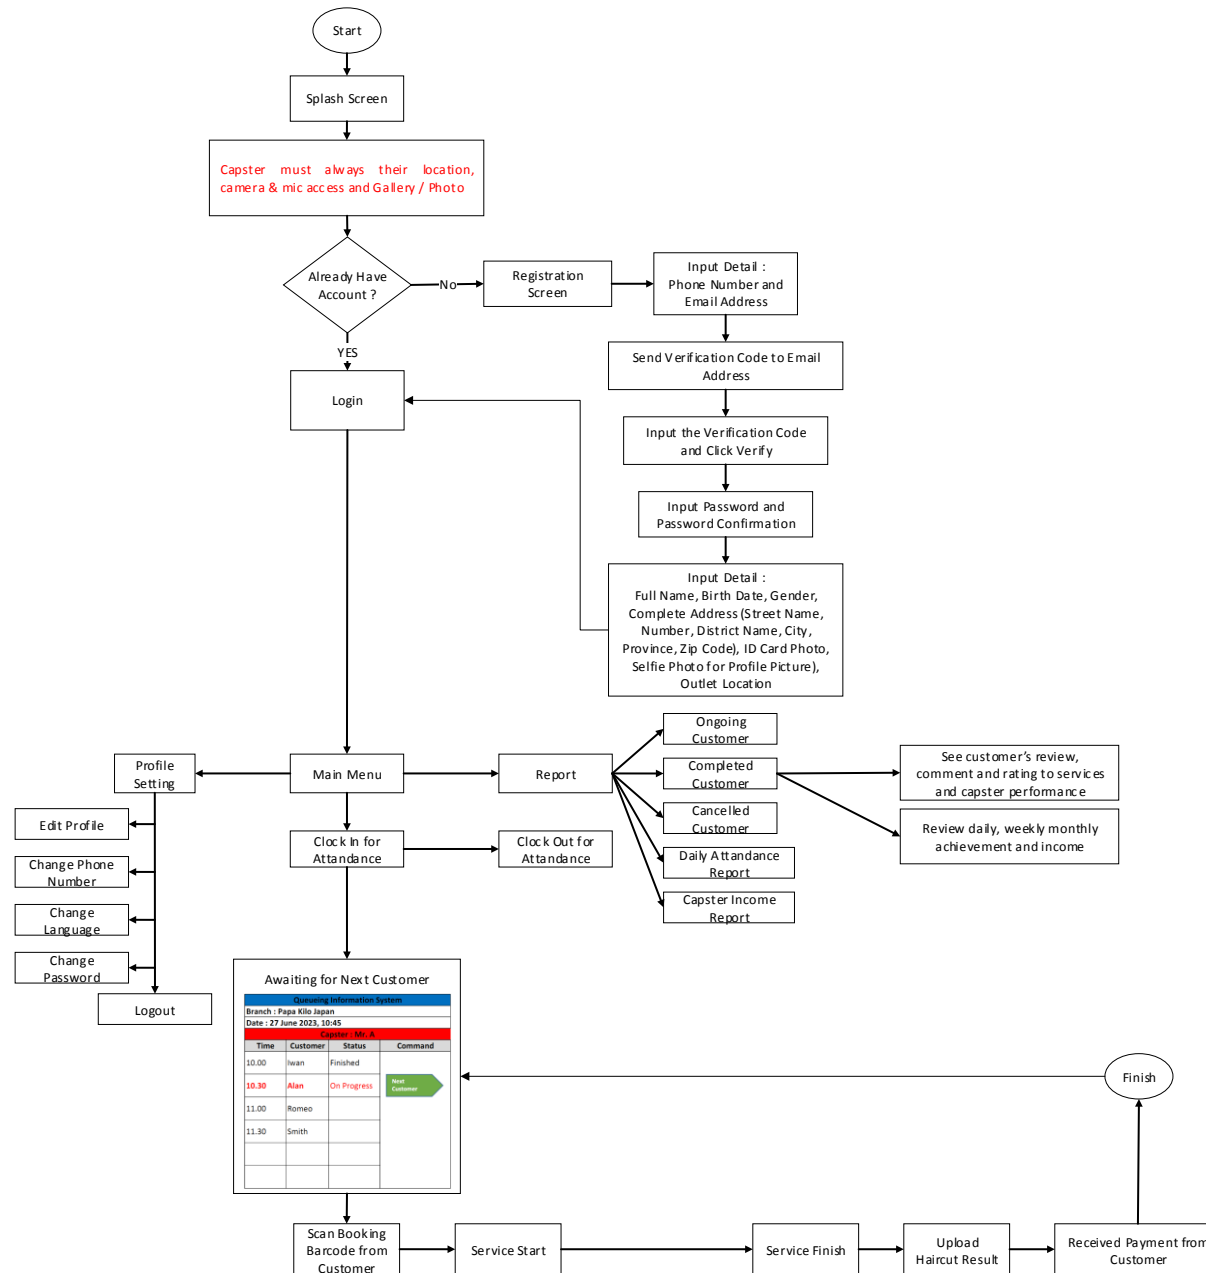 Start
Splash Screen
Capster must always their location,
camera & mic access and Gallery / Photo
Already Have
Account ?
No
Registration
Screen
Input Detail :
Phone Number and
Email Address
YES
Send Verification Code to Email
Address
Login
Input the Verification Code
and Click Verify
Input Password and
Password Confirmation
Input Detail :
Full Name, Birth Date, Gender,
Complete Address (Street Name,
Number, District Name, City,
Province, Zip Code), ID Card Photo,
Selfie Photo for Profile Picture),
Outlet Location
Profile
Setting
Main Menu
Report
Ongoing
Customer
Completed
Customer
Cancelled
Customer
Daily Attandance
Report
Capster Income
Report
See customer's review,
comment and rating to services
and capster performance
Review daily, weekly monthly
achievement and income
Edit Profile
Change Phone
Number
Change
Language
Change
Password
Logout
Clock In for
Attandance
Clock Out for
Attandance
Awaiting for Next Customer
Queueing Information System
Branch : Papa Kilo Japan
Date : 27 June 2023, 10:45
Capster : Mr. A
Time Customer Status Command
10.00 Iwan Finished
10.30 Alan On Progress
Next
Customer
11.00 Romeo
11.30 Smith
Finish
Scan Booking
Barcode from
Customer
Service Start
Service Finish
Upload
Haircut Result
Received Payment from
Customer